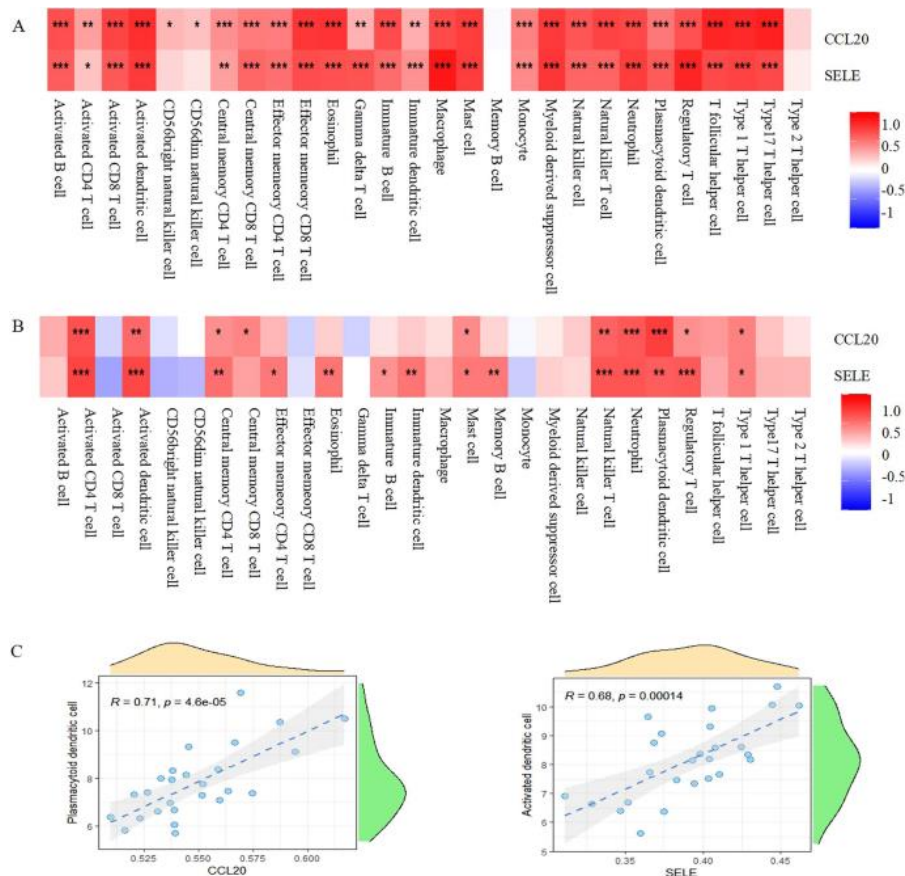 A
*** ** *** *** * * *** *** *** *** *** ** *** ** *** *** *** *** *** *** *** *** *** *** *** ***
CCL20
*** * *** *** ** *** *** *** *** *** *** *** *** *** *** *** *** *** *** *** *** *** *** ***
SELE
Activated B cell
Activated CD4 T cell
Activated CD8 T cell
Activated dendritic cell
CD56bright natural killer cell
CD56dim natural killer cell
Central memory CD4 T cell
Central memory CD8 T cell
Effector memeory CD4 T cell
Effector memeory CD8 T cell
Eosinophil
Gamma delta T cell
Immature B cell
Immature dendritic cell
Macrophage
Mast cell
Memory B cell
Monocyte
Myeloid derived suppressor cell
Natural killer cell
Natural killer T cell
Neutrophil
Plasmacytoid dendritic cell
Regulatory T cell
T follicular helper cell
Type 1 T helper cell
Type17 T helper cell
Type 2 T helper cell
1.0
0.5
0
-0.5
-1
B
*** ** * * * ** *** *** * *
CCL20
*** *** ** * ** * ** * ** *** *** ** *** *
SELE
Activated B cell
Activated CD4 T cell
Activated CD8 T cell
Activated dendritic cell
CD56bright natural killer cell
CD56dim natural killer cell
Central memory CD4 T cell
Central memory CD8 T cell
Effector memeory CD4 T cell
Effector memeory CD8 T cell
Eosinophil
Gamma delta T cell
Immature B cell
Immature dendritic cell
Macrophage
Mast cell
Memory B cell
Monocyte
Myeloid derived suppressor cell
Natural killer cell
Natural killer T cell
Neutrophil
Plasmacytoid dendritic cell
Regulatory T cell
T follicular helper cell
Type 1 T helper cell
Type17 T helper cell
Type 2 T helper cell
1.0
0.5
0
-0.5
-1
C
R = 0.71, p = 4.6e-05
Plasmacytoid dendritic cell
12
10
8
6
0.525 0.550 0.575 0.600
CCL20
R = 0.68, p = 0.00014
Activated dendritic cell
10
9
8
7
6
5
0.35 0.40 0.45
SELE